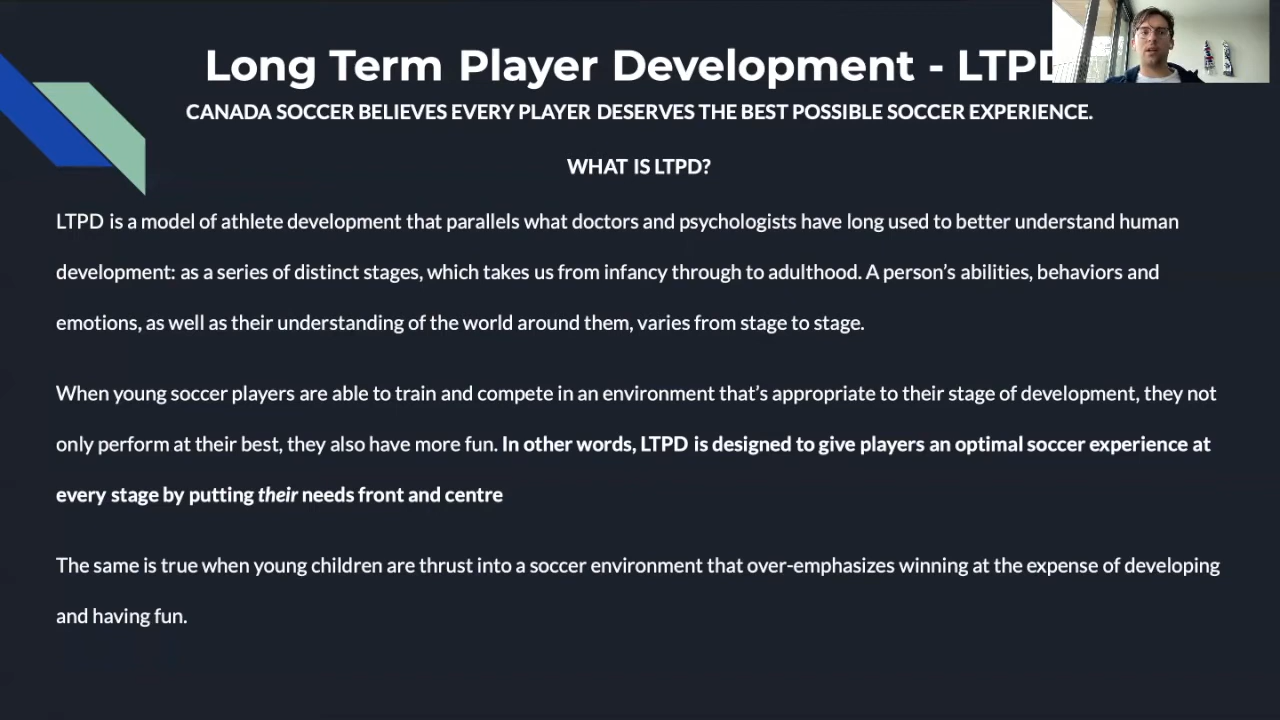 Long Term Player Development - LTPD
CANADA SOCCER BELIEVES EVERY PLAYER DESERVES THE BEST POSSIBLE SOCCER EXPERIENCE.
WHAT IS LTPD?
LTPD is a model of athlete development that parallels what doctors and psychologists have long used to better understand human
development: as a series of distinct stages, which takes us from infancy through to adulthood. A person’s abilities, behaviors and
emotions, as well as their understanding of the world around them, varies from stage to stage.
When young soccer players are able to train and compete in an environment that’s appropriate to their stage of development, they not
only perform at their best, they also have more fun. In other words, LTPD is designed to give players an optimal soccer experience at
every stage by putting their needs front and centre
The same is true when young children are thrust into a soccer environment that over-emphasizes winning at the expense of developing
and having fun.